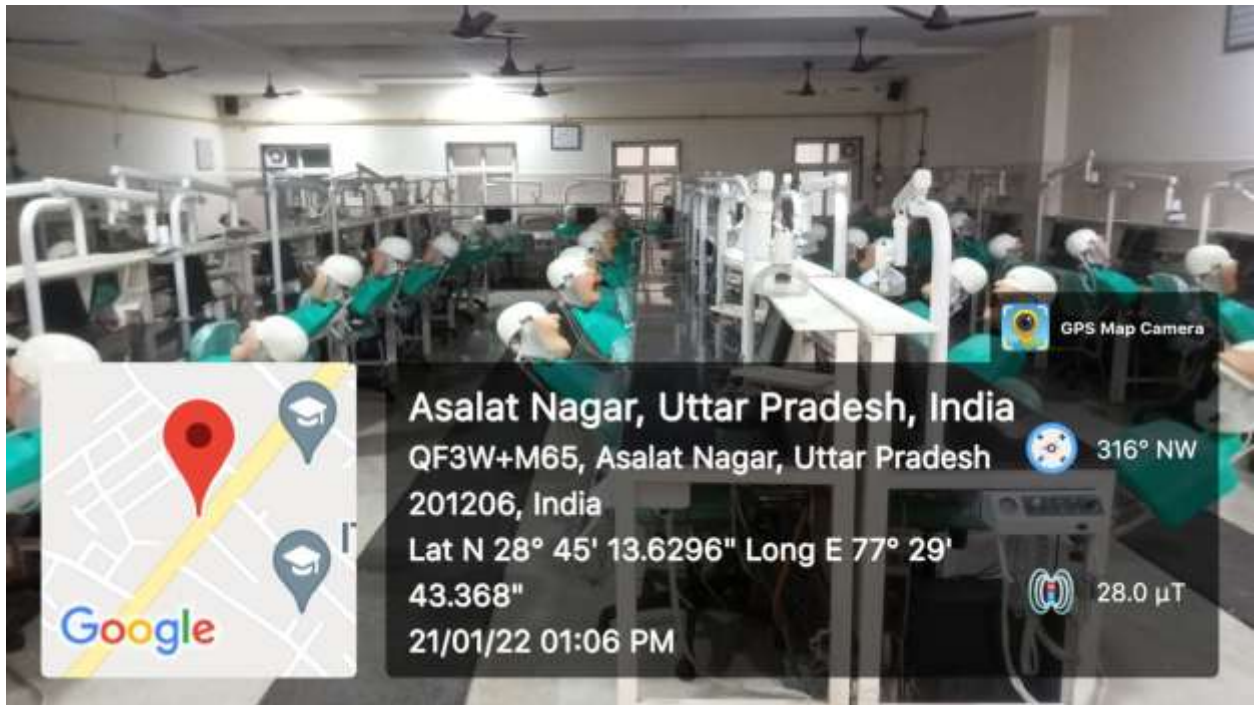 GPS Map Camera
Asalat Nagar, Uttar Pradesh, India
QF3W+M65, Asalat Nagar, Uttar Pradesh
201206, India
Lat N 28° 45' 13.6296" Long E 77° 29'
43.368"
21/01/22 01:06 PM
316° NW
28.0 µT
Google